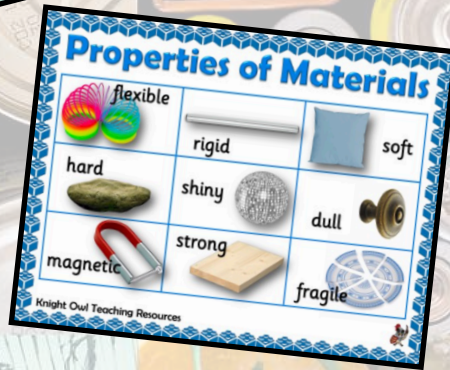 Properties of Materials
flexible
rigid
soft
hard
shiny
dull
magnetic
strong
fragile
Knight Owl Teaching Resources